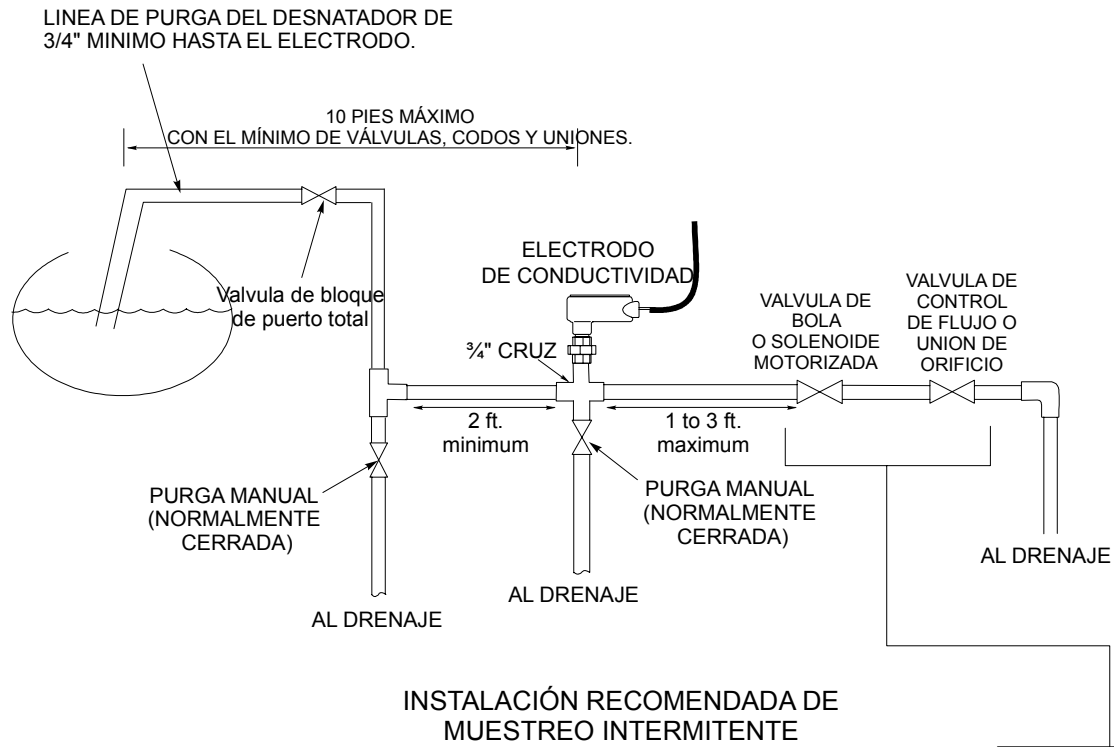 LINEA DE PURGA DEL DESNATADOR DE
3/4" MINIMO HASTA EL ELECTRODO.
10 PIES MÁXIMO
CON EL MÍNIMO DE VÁLVULAS, CODOS Y UNIONES.
Valvula de bloque
de puerto total
ELECTRODO
DE CONDUCTIVIDAD
¾" CRUZ
VALVULA DE
BOLA
O SOLENOIDE
MOTORIZADA
VALVULA DE
CONTROL
DE FLUJO O
UNION DE
ORIFICIO
2 ft.
minimum
1 to 3 ft.
maximum
PURGA MANUAL
(NORMALMENTE
CERRADA)
PURGA MANUAL
(NORMALMENTE
CERRADA)
AL DRENAJE
AL DRENAJE
AL DRENAJE
INSTALACIÓN RECOMENDADA DE
MUESTREO INTERMITENTE